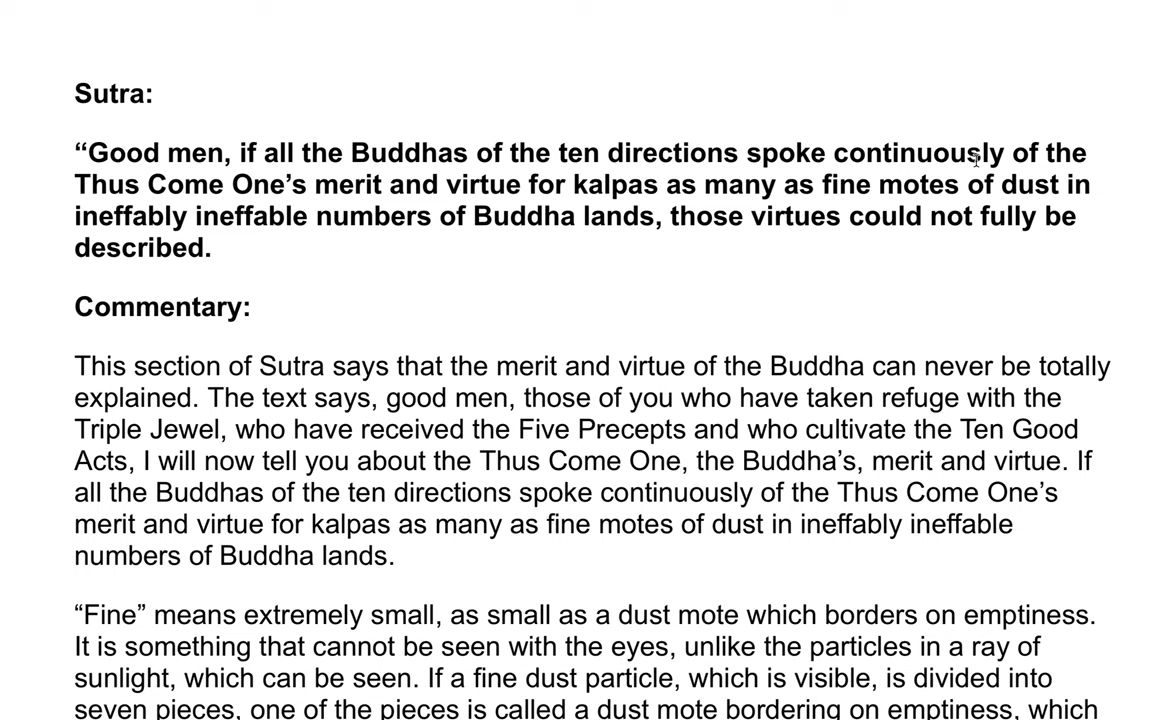 Sutra:
“Good men, if all the Buddhas of the ten directions spoke continuously of the
Thus Come One’s merit and virtue for kalpas as many as fine motes of dust in
ineffably ineffable numbers of Buddha lands, those virtues could not fully be
described.
Commentary:
This section of Sutra says that the merit and virtue of the Buddha can never be totally
explained. The text says, good men, those of you who have taken refuge with the
Triple Jewel, who have received the Five Precepts and who cultivate the Ten Good
Acts, I will now tell you about the Thus Come One, the Buddha’s, merit and virtue. If
all the Buddhas of the ten directions spoke continuously of the Thus Come One’s
merit and virtue for kalpas as many as fine motes of dust in ineffably ineffable
numbers of Buddha lands.
“Fine” means extremely small, as small as a dust mote which borders on emptiness.
It is something that cannot be seen with the eyes, unlike the particles in a ray of
sunlight, which can be seen. If a fine dust particle, which is visible, is divided into
seven pieces, one of the pieces is called a dust mote bordering on emptiness, which